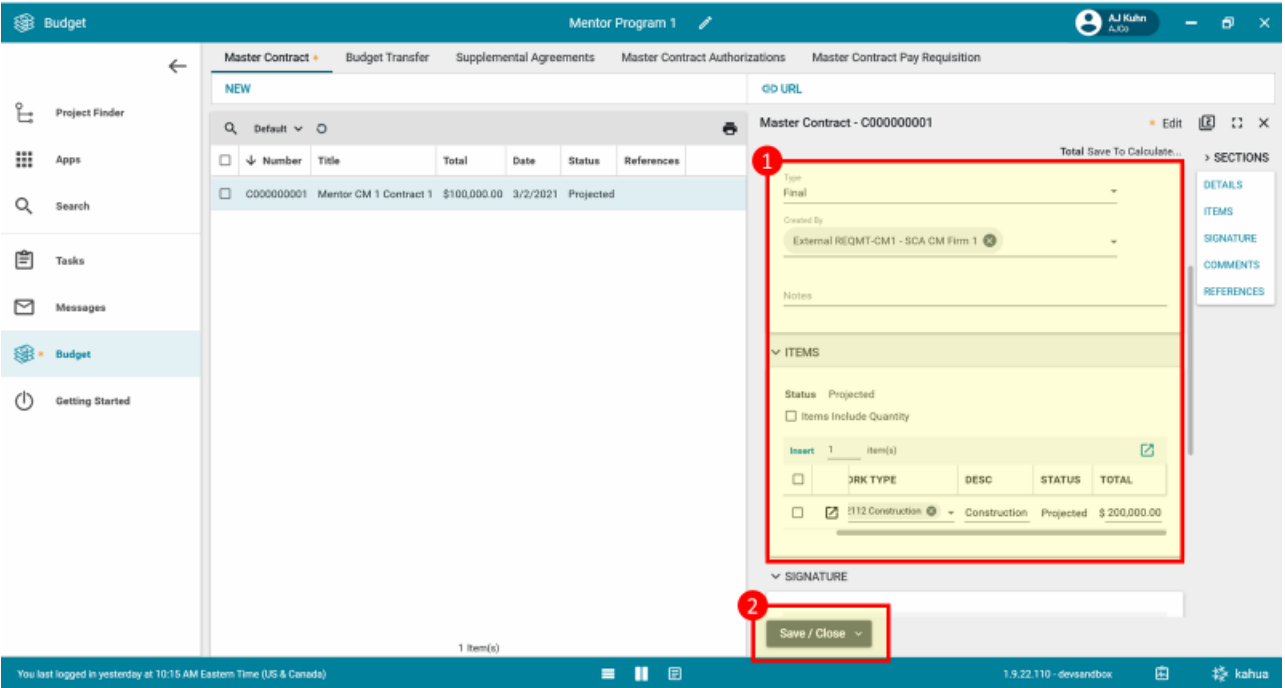 Budget
Mentor Program 1
AJ Kuhn
AJCo
Master Contract
Budget Transfer
Supplemental Agreements
Master Contract Authorizations
Master Contract Pay Requisition
NEW
URL
Project Finder
Apps
Search
Tasks
Messages
Budget
Getting Started
Default
Number Title Total Date Status References
C000000001 Mentor CM 1 Contract 1 $100,000.00 3/2/2021 Projected
1 Item(s)
Master Contract - C000000001
Edit
Total Save To Calculate...
1
Type
Final
Created By
External REQMT-CM1 - SCA CM Firm 1
Notes
ITEMS
Status Projected
Items Include Quantity
Insert 1 item(s)
ORK TYPE DESC STATUS TOTAL
2112 Construction Construction Projected $ 200,000.00
SIGNATURE
2
Save / Close
SECTIONS
DETAILS
ITEMS
SIGNATURE
COMMENTS
REFERENCES
You last logged in yesterday at 10:15 AM Eastern Time (US & Canada)
1.9.22.110 - devsandbox
kahua